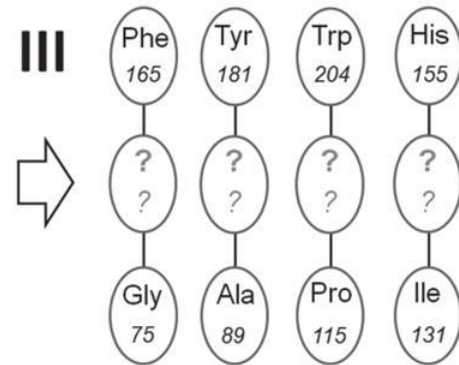 III
Phe Tyr Trp His
165 181 204 155
? ? ? ?
? ? ? ?
Gly Ala Pro Ile
75 89 115 131